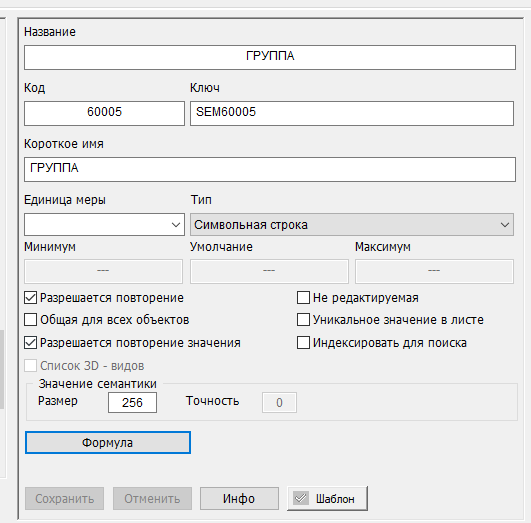 Название
ГРУППА
Код Ключ
60005 SEM60005
Короткое имя
ГРУППА
Единица меры Тип
Символьная строка
Минимум Умолчание Максимум
--- --- ---
Разрешается повторение Не редактируемая
Общая для всех объектов Уникальное значение в листе
Разрешается повторение значения Индексировать для поиска
Список 3D - видов
Значение семантики
Размер 256 Точность 0
Формула
Сохранить Отменить Инфо Шаблон